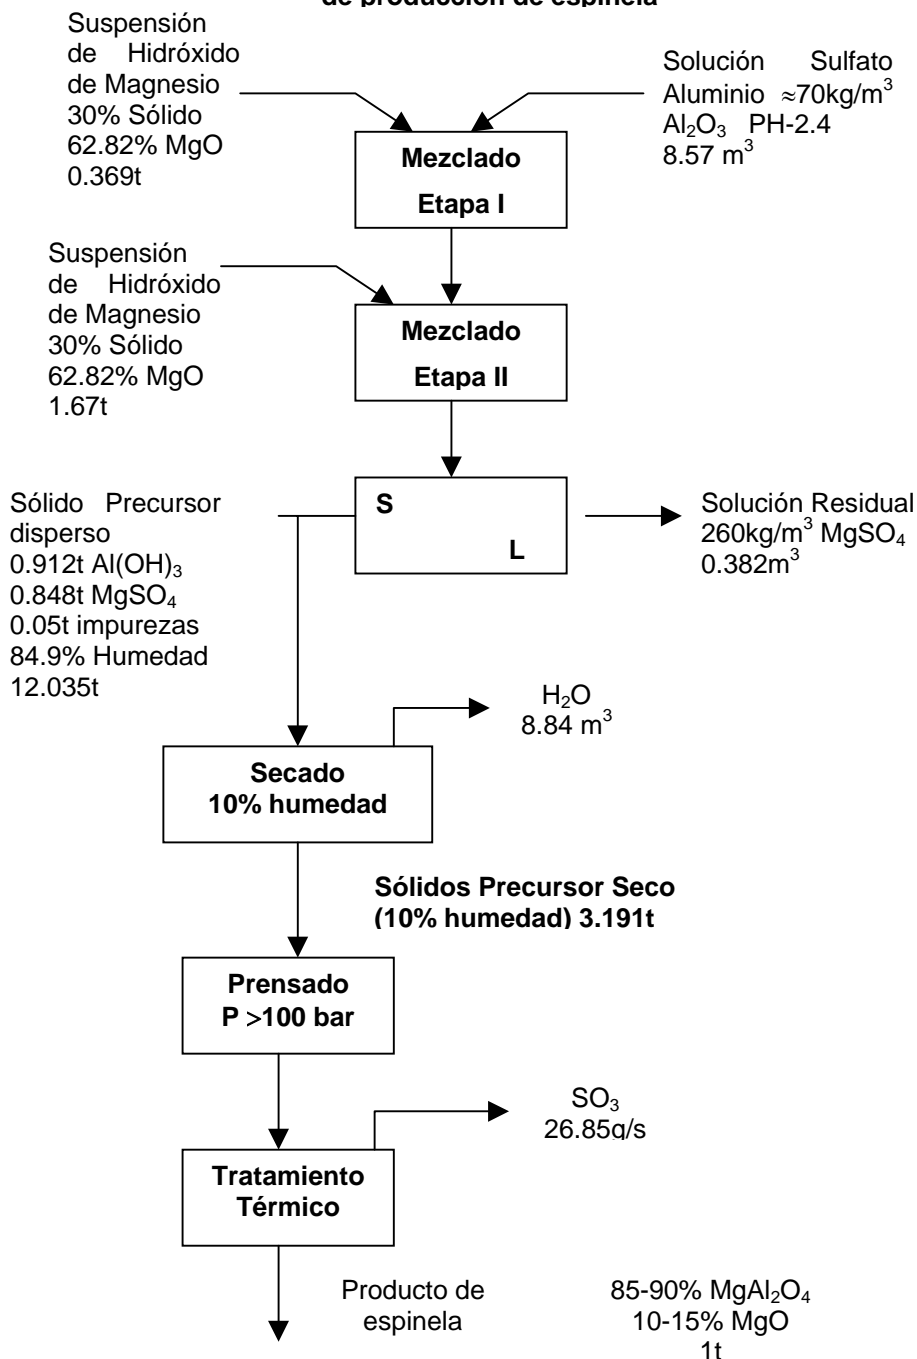 de producción de espinela
Suspensión
de Hidróxido
de Magnesio
30% Sólido
62.82% MgO
0.369t
Solución Sulfato
Aluminio ≈70kg/m³
Al₂O₃ PH-2.4
8.57 m³
Mezclado
Etapa I
Suspensión
de Hidróxido
de Magnesio
30% Sólido
62.82% MgO
1.67t
Mezclado
Etapa II
Sólido Precursor
disperso
0.912t Al(OH)₃
0.848t MgSO₄
0.05t impurezas
84.9% Humedad
12.035t
S
L
Solución Residual
260kg/m³ MgSO₄
0.382m³
H₂O
8.84 m³
Secado
10% humedad
Sólidos Precursor Seco
(10% humedad) 3.191t
Prensado
P >100 bar
SO₃
26.85g/s
Tratamiento
Térmico
Producto de
espinela
85-90% MgAl₂O₄
10-15% MgO
1t